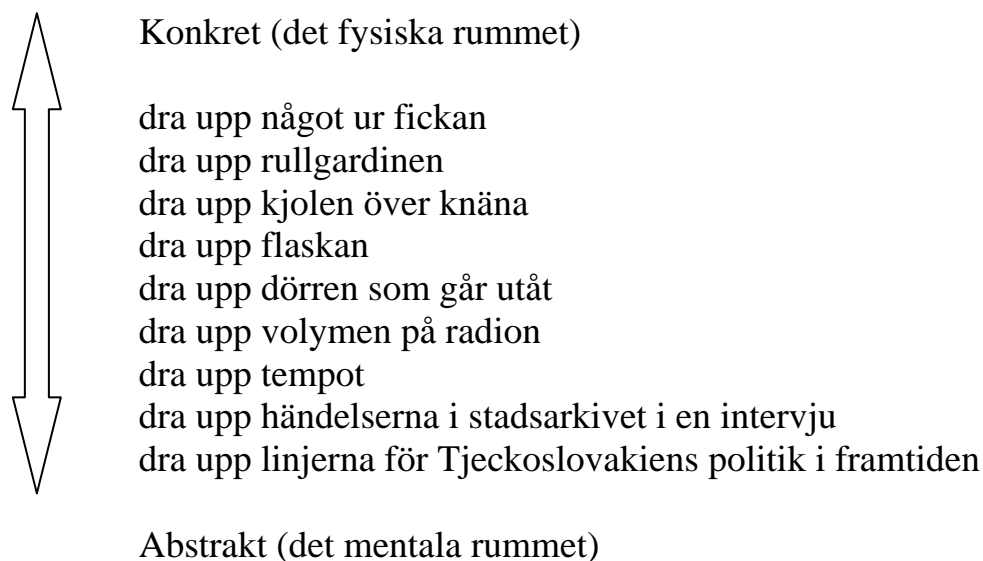 Konkret (det fysiska rummet)
dra upp något ur fickan
dra upp rullgardinen
dra upp kjolen över knäna
dra upp flaskan
dra upp dörren som går utåt
dra upp volymen på radion
dra upp tempot
dra upp händelserna i stadsarkivet i en intervju
dra upp linjerna för Tjeckoslovakiens politik i framtiden
Abstrakt (det mentala rummet)